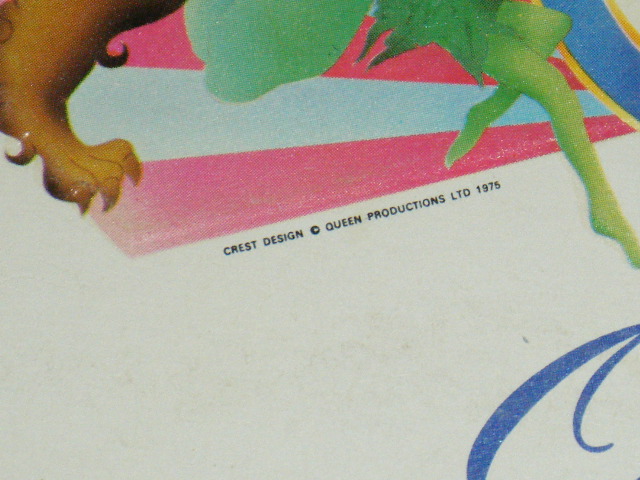 CREST DESIGN © QUEEN PRODUCTIONS LTD 1975